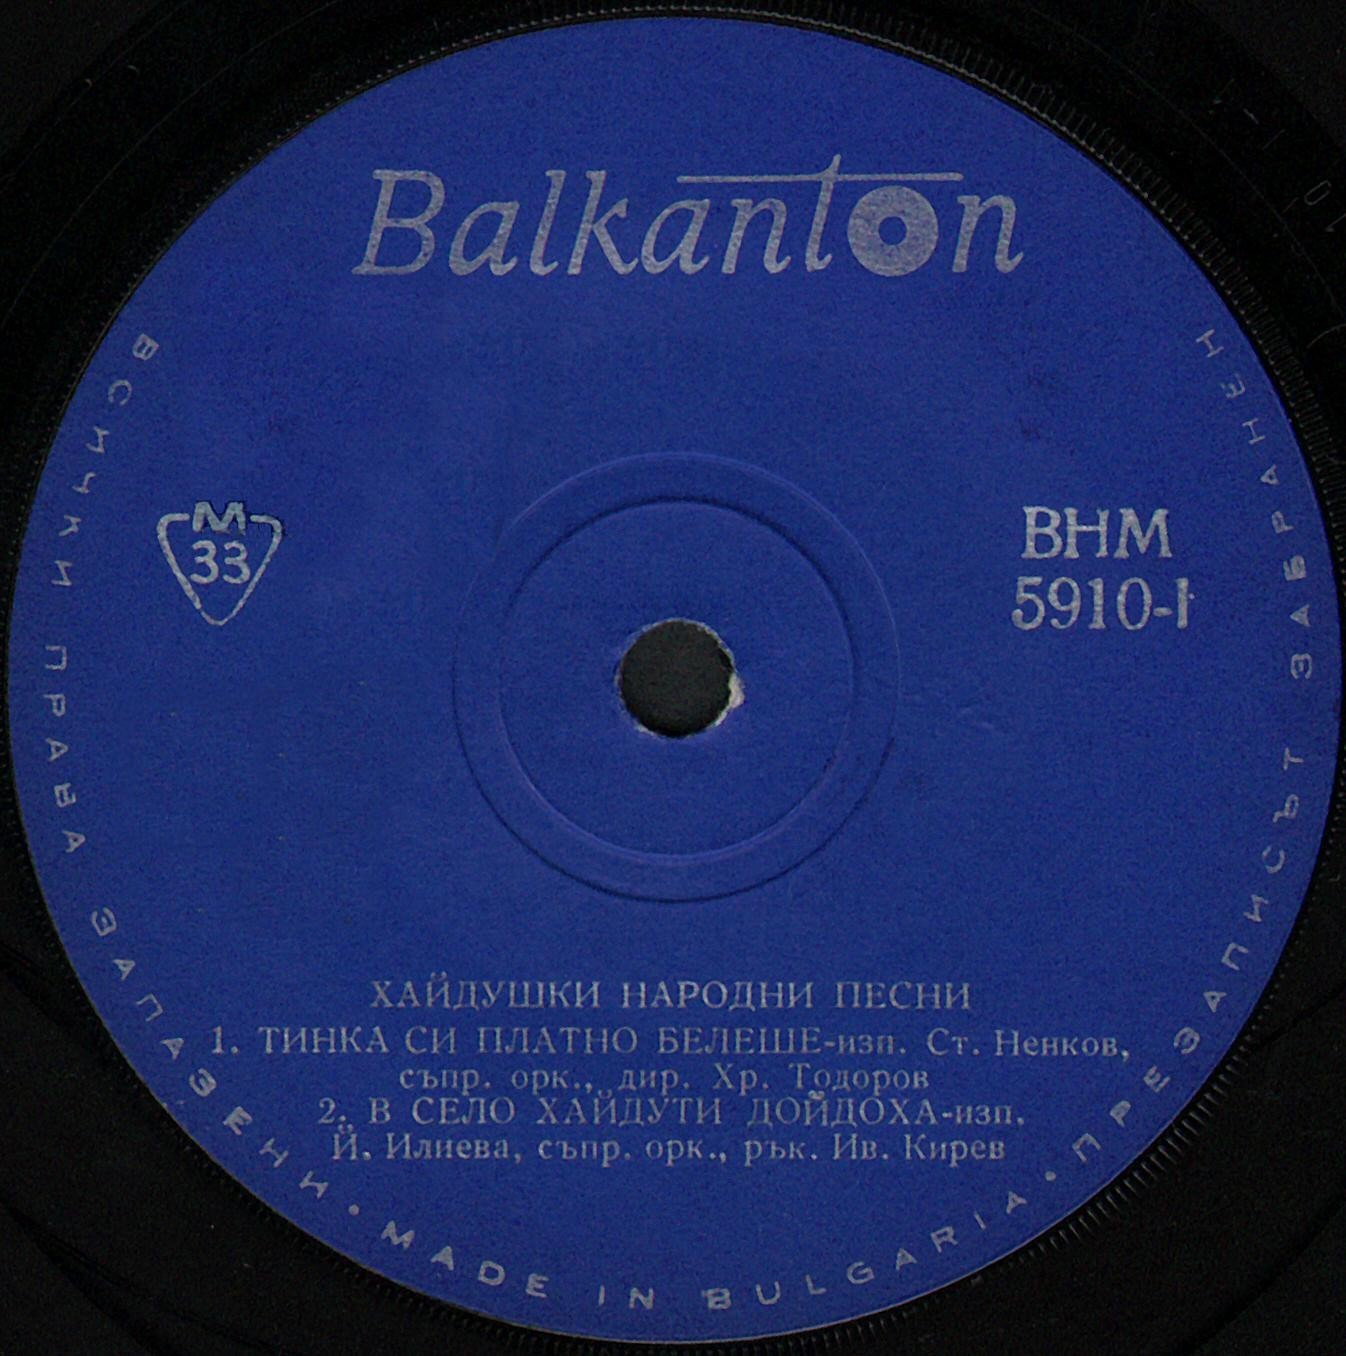 Balkanton
M
33
ВНМ
5910-I
ХАЙДУШКИ НАРОДНИ ПЕСНИ
1. ТИНКА СИ ПЛАТНО БЕЛЕШЕ-изп. Ст. Ненков,
съпр. орк., дир. Хр. Тодоров
2. В СЕЛО ХАЙДУТИ ДОЙДОХА-изп.
Й. Илиева, съпр. орк., рък. Ив. Кирев
ВСИЧКИ ПРАВА ЗАПАЗЕНИ • MADE IN BULGARIA • ПРЕЗАПИСЪТ ЗАБРАНЕН